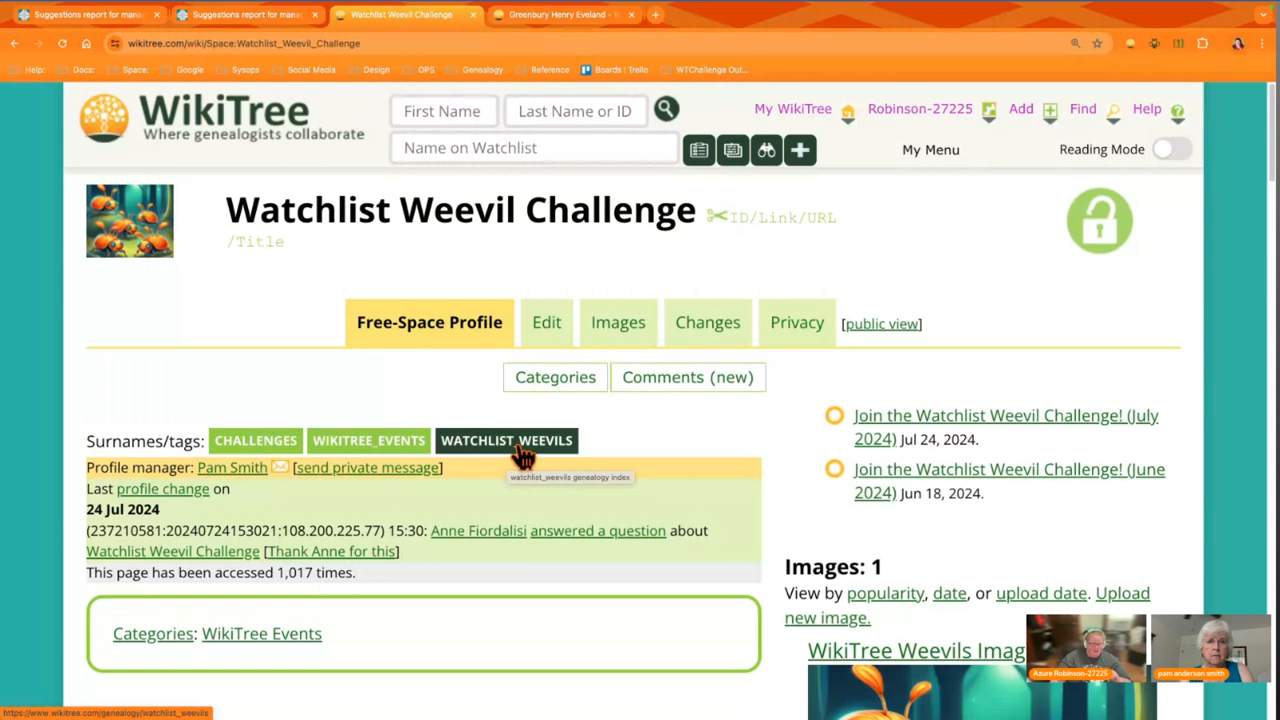 Suggestions report for mana
Suggestions report for mana
Watchlist Weevil Challenge
Greenbury Henry Eveland - W
wikitree.com/wiki/Space:Watchlist_Weevil_Challenge
Help: Docs: Space: Google Sysops Social Media Design OPS Genealogy Reference Boards | Trello WTChallenge Out...
WikiTree
Where genealogists collaborate
First Name
Last Name or ID
My WikiTree Robinson-27225 Add Find Help
Name on Watchlist
My Menu
Reading Mode
Watchlist Weevil Challenge ID/Link/URL
/Title
Free-Space Profile Edit Images Changes Privacy [public view]
Categories Comments (new)
Surnames/tags: CHALLENGES WIKITREE_EVENTS WATCHLIST_WEEVILS
Profile manager: Pam Smith [send private message]
watchlist_weevils genealogy index
Last profile change on
24 Jul 2024
(237210581:20240724153021:108.200.225.77) 15:30: Anne Fiordalisi answered a question about
Watchlist Weevil Challenge [Thank Anne for this]
This page has been accessed 1,017 times.
Categories: WikiTree Events
Join the Watchlist Weevil Challenge! (July
2024) Jul 24, 2024.
Join the Watchlist Weevil Challenge! (June
2024) Jun 18, 2024.
Images: 1
View by popularity, date, or upload date. Upload
new image.
WikiTree Weevils Imag
Azure Robinson-27225
pam anderson smith
https://www.wikitree.com/genealogy/watchlist_weevils